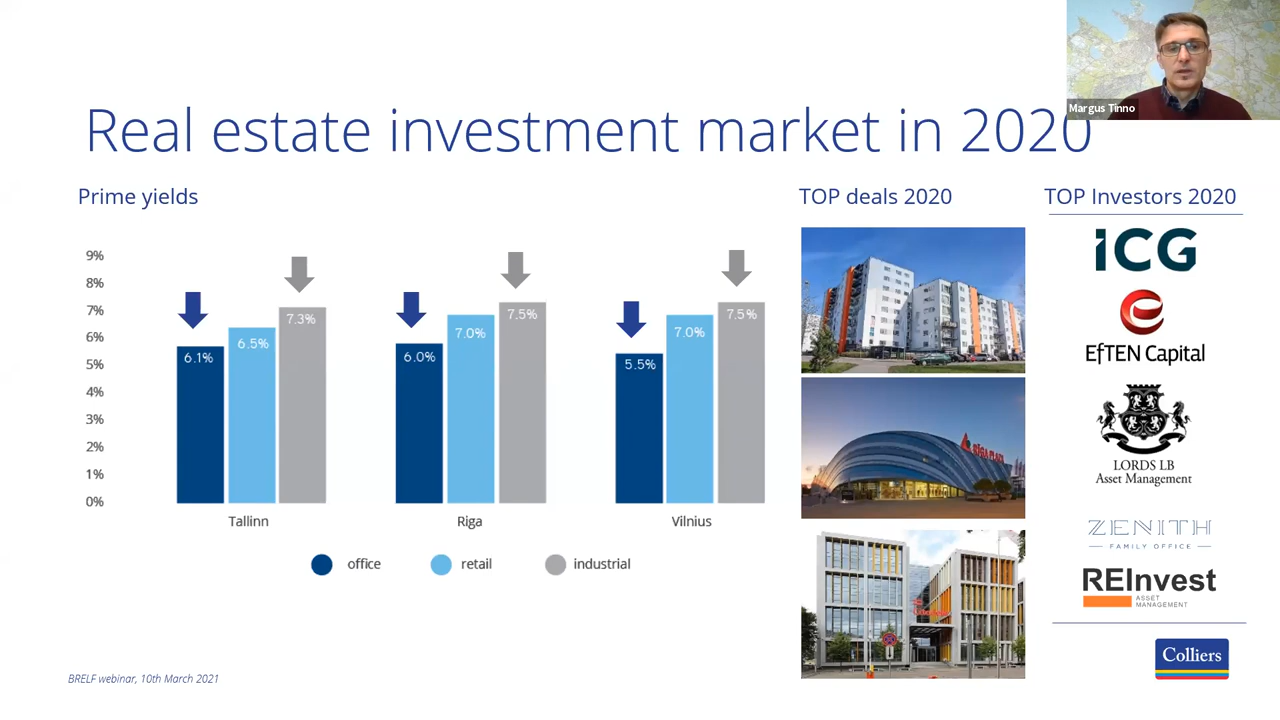 Margus Tinno
Real estate investment market in 2020
Prime yields
9%
8%
7%
6%
5%
4%
3%
2%
1%
0%
6.1%
6.5%
7.3%
Tallinn
6.0%
7.0%
7.5%
Riga
5.5%
7.0%
7.5%
Vilnius
office
retail
industrial
TOP deals 2020
RIGA PLAZA
TOP Investors 2020
iCG
EfTEN Capital
LORDS LB
Asset Management
ZENITH
FAMILY OFFICE
REInvest
ASSET
MANAGEMENT
Colliers
BRELF webinar, 10th March 2021